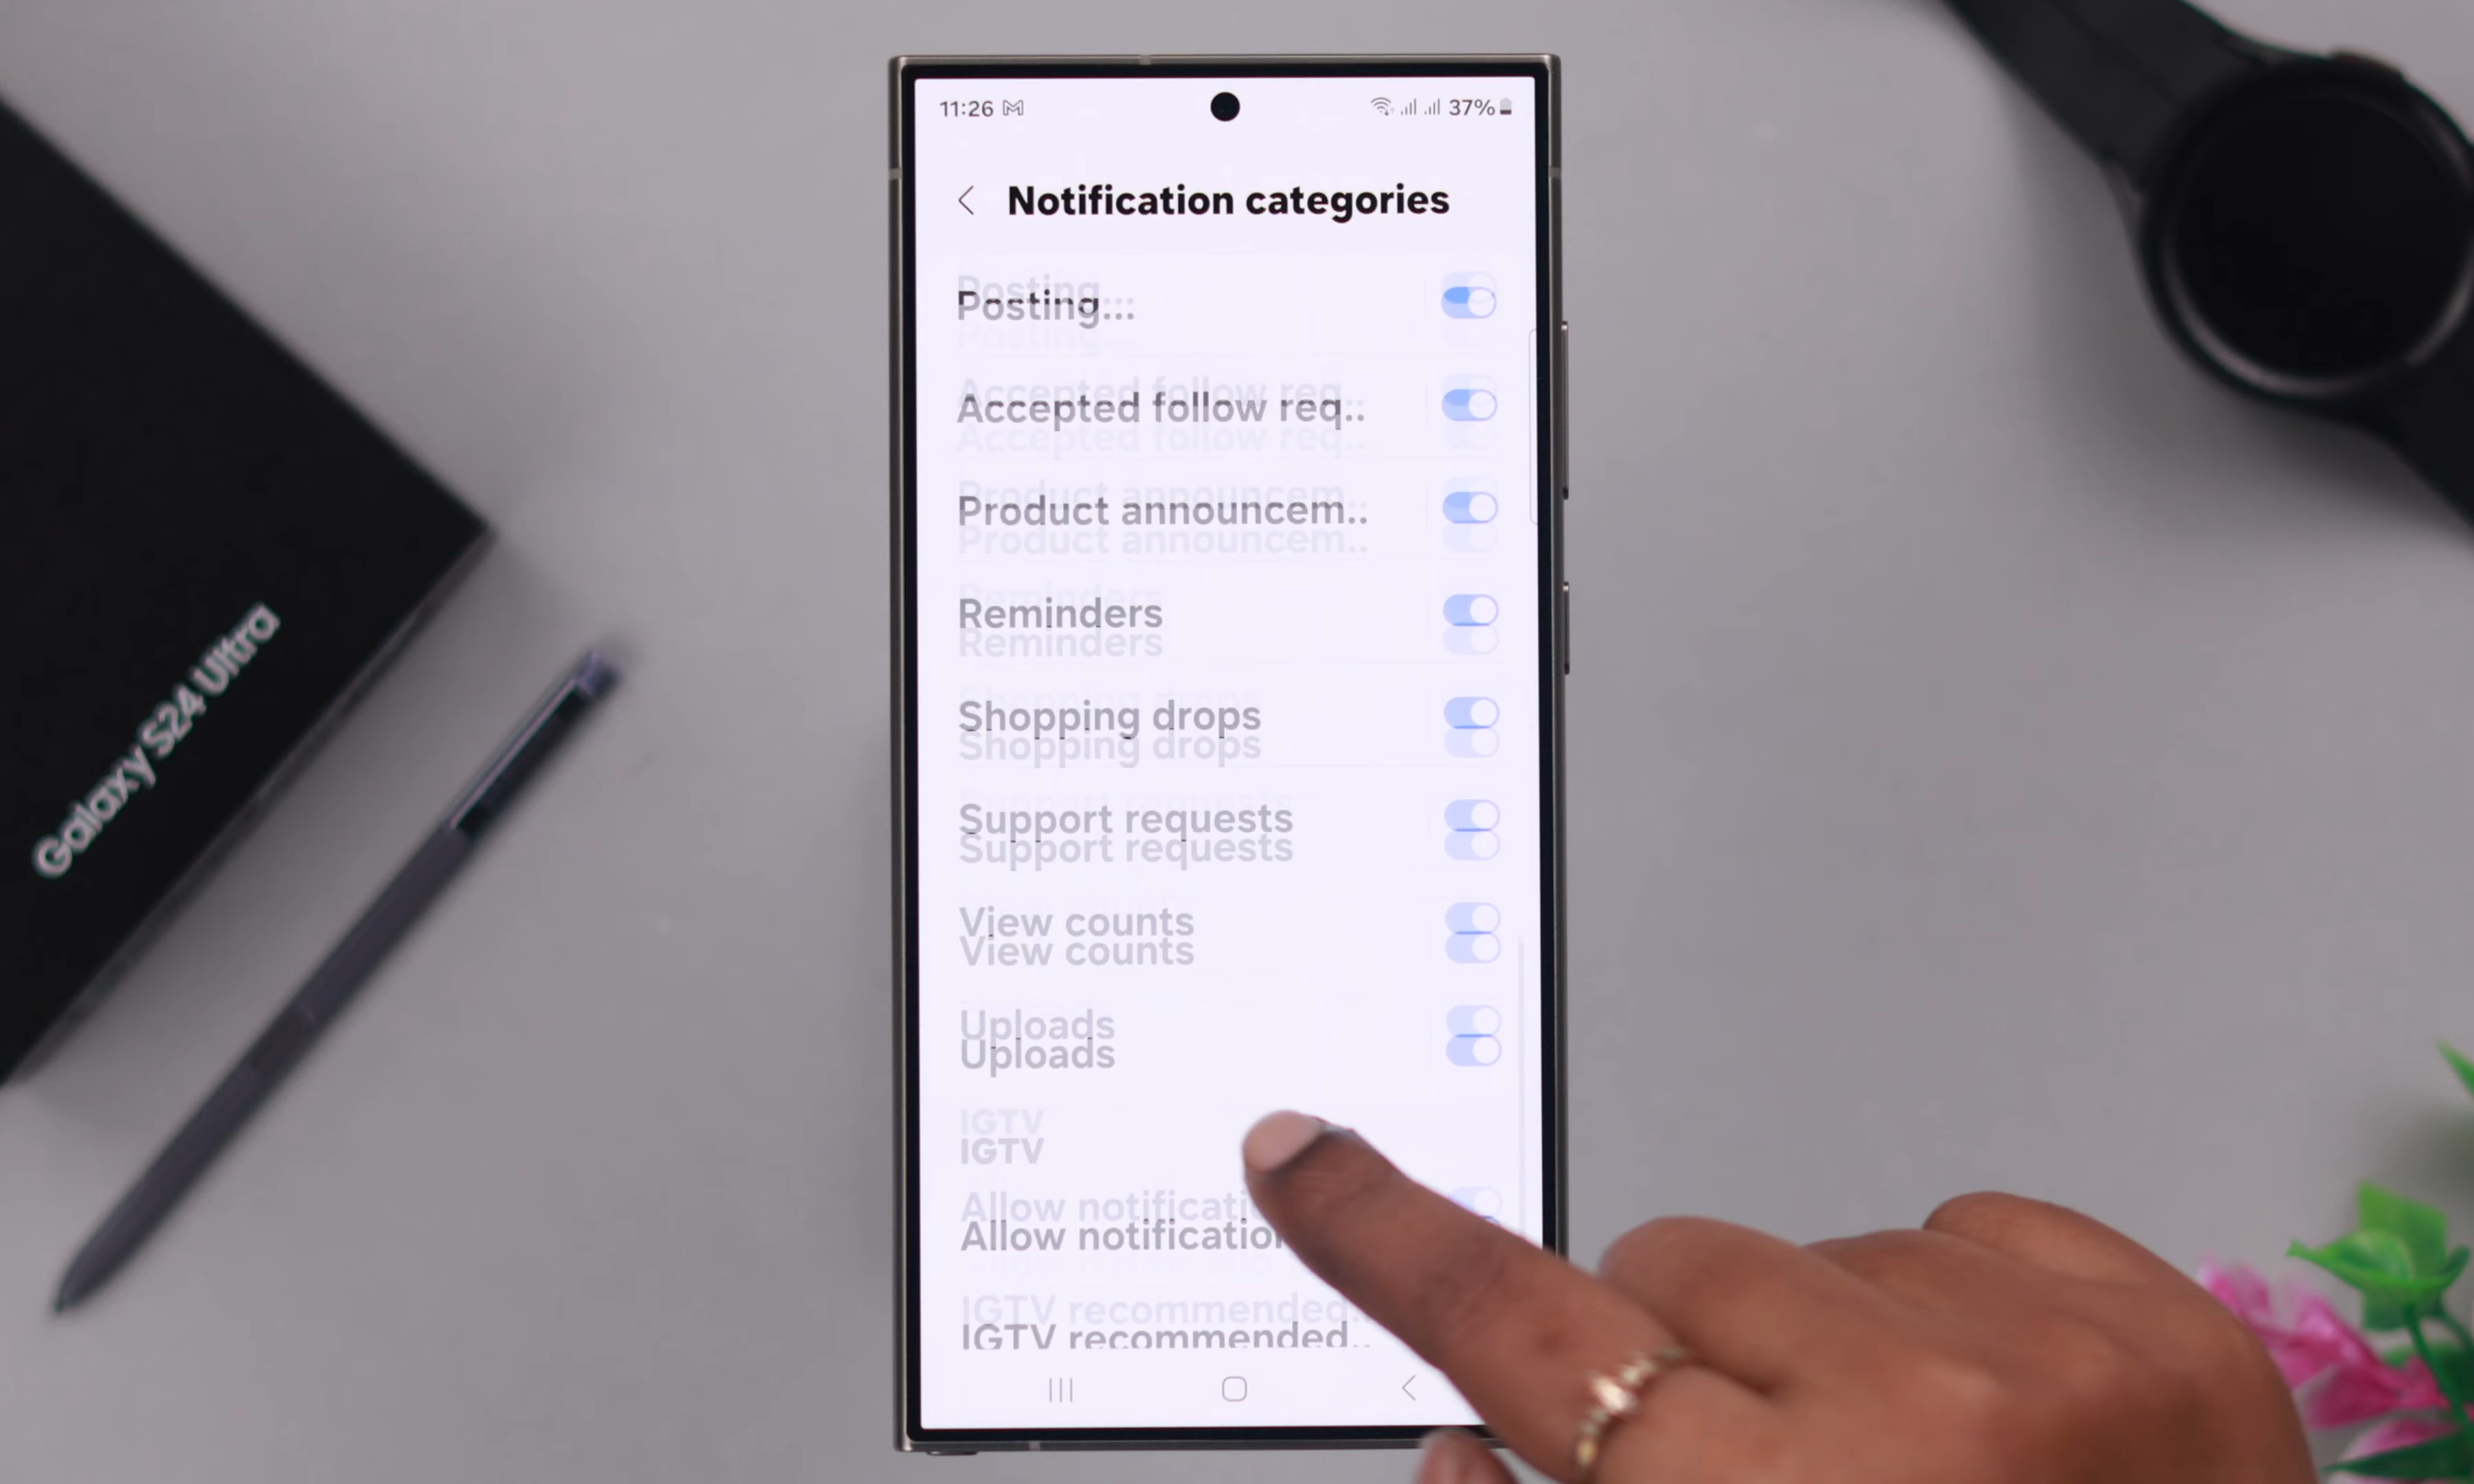 11:26
37%
Notification categories
Posting...
Accepted follow req..
Product announcem..
Reminders
Shopping drops
Support requests
View counts
Uploads
IGTV
Allow notification
IGTV recommended..
Galaxy S24 Ultra